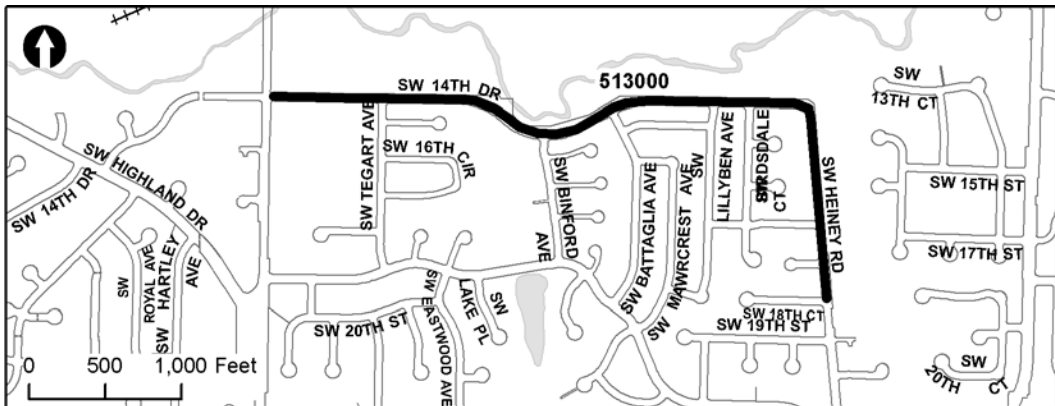 513000
SW 14TH DR
SW
13TH CT
SW TEGART AVE
SW 16TH CIR
SW HIGHLAND DR
SW 14TH DR
SW BINFORD
AVE
SW BATTAGLIA AVE
SW MAWRCREST AVE
SW
LILLYBEN AVE
BIRDSDALE
CT
SW HEINEY RD
SW 15TH ST
SW 17TH ST
SW
ROYAL AVE
SW HARTLEY
AVE
SW EASTWOOD AVE
SW
LAKE PL
SW 20TH ST
SW 18TH CT
SW 19TH ST
SW
20TH CT
0 500 1,000 Feet